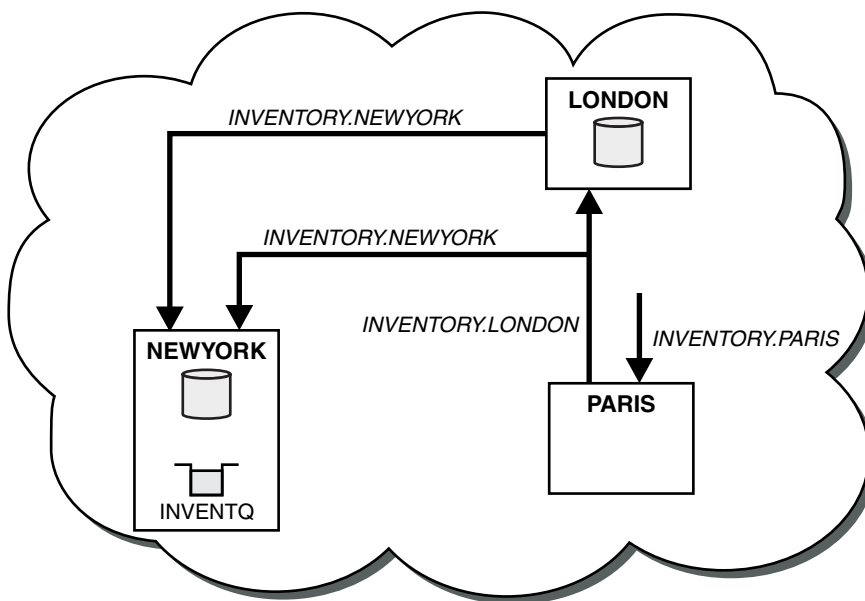 LONDON
INVENTORY.NEWYORK
INVENTORY.NEWYORK
INVENTORY.LONDON
INVENTORY.PARIS
NEWYORK
PARIS
INVENTQ